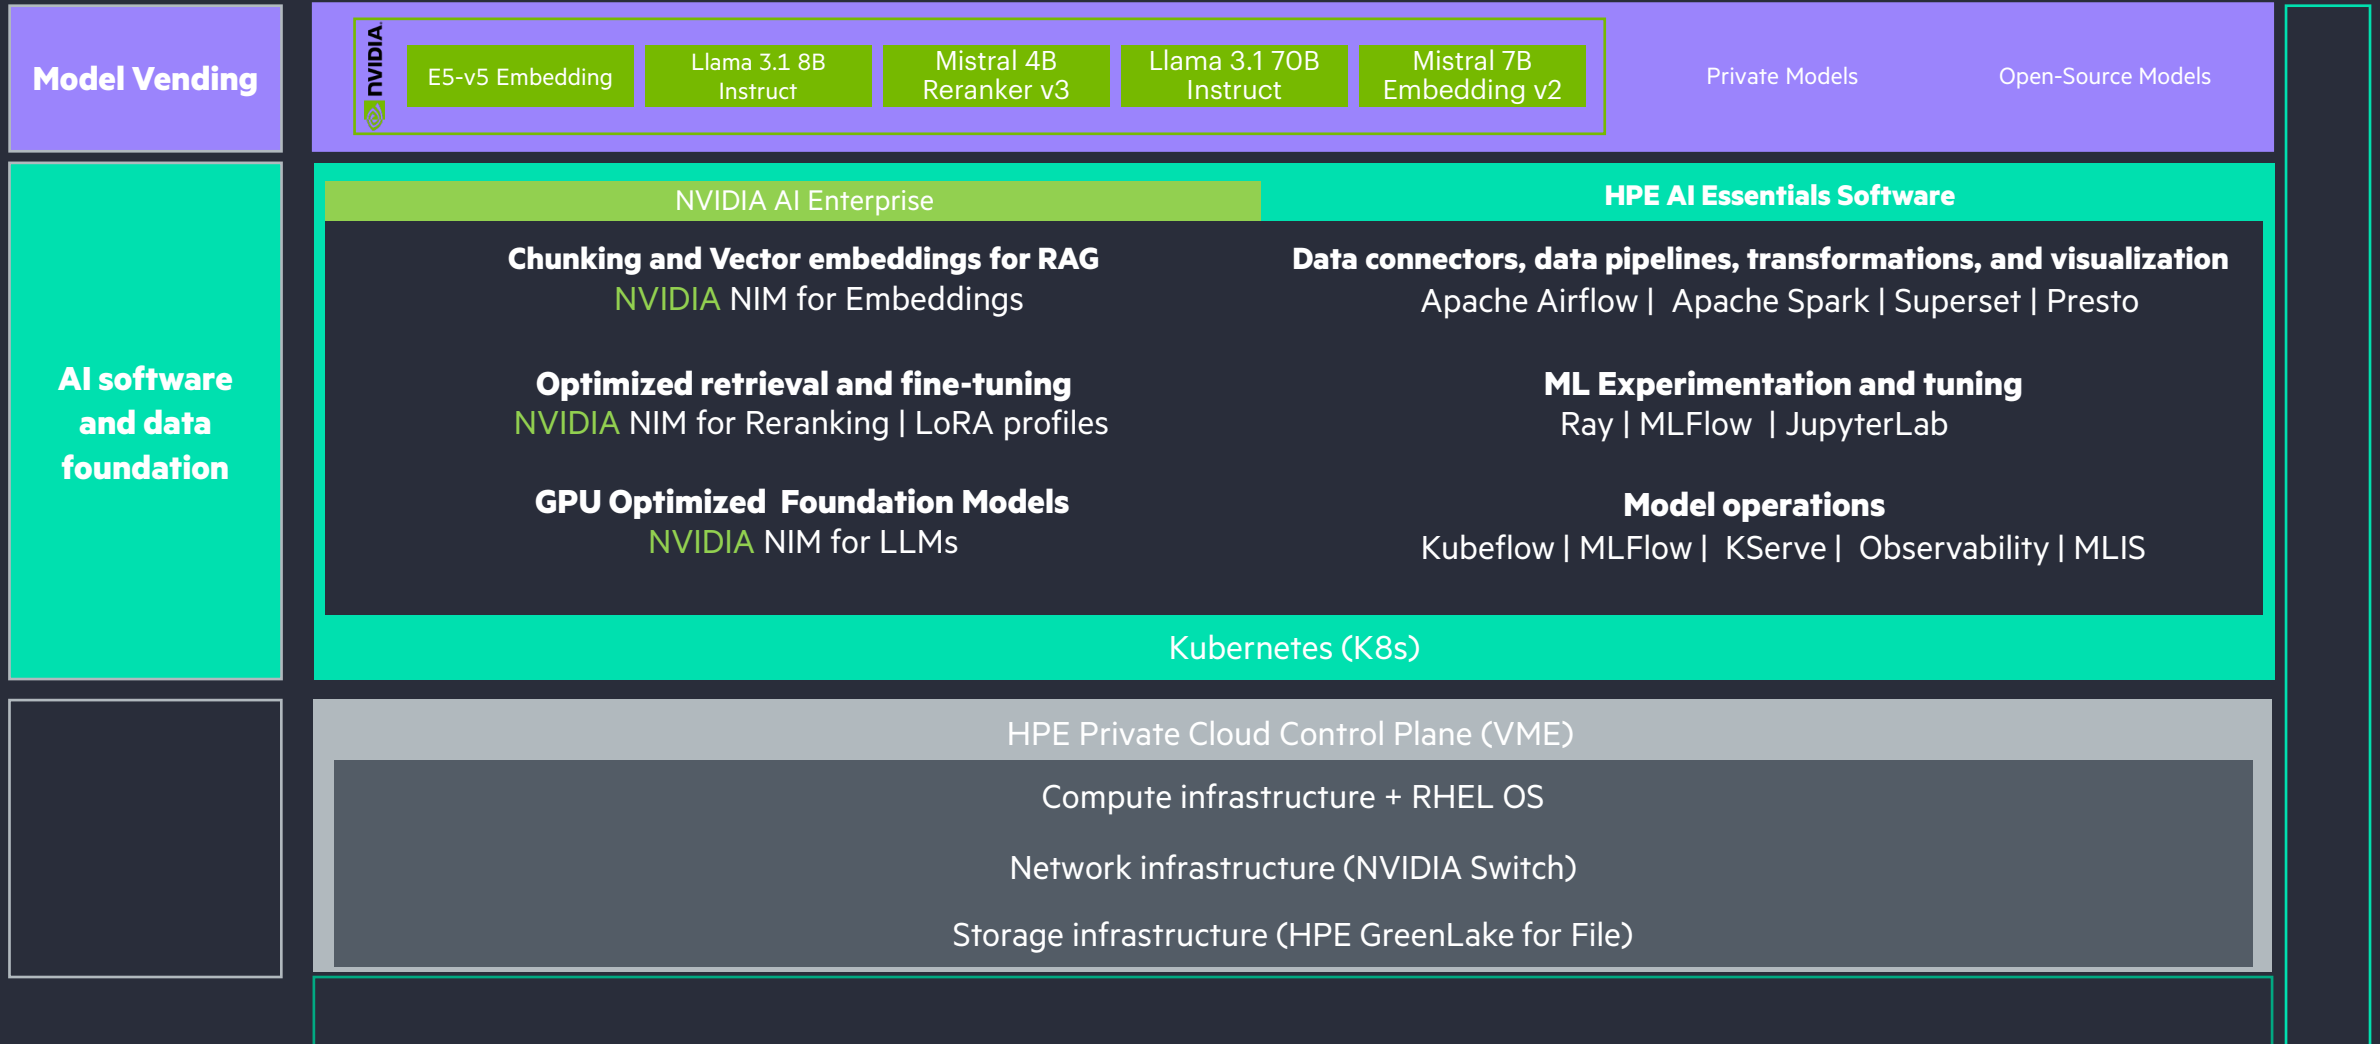 Model Vending
NVIDIA
E5-v5 Embedding
Llama 3.1 8B
Instruct
Mistral 4B
Reranker v3
Llama 3.1 70B
Instruct
Mistral 7B
Embedding v2
Private Models
Open-Source Models
AI software
and data
foundation
NVIDIA AI Enterprise
Chunking and Vector embeddings for RAG
NVIDIA NIM for Embeddings
Optimized retrieval and fine-tuning
NVIDIA NIM for Reranking | LoRA profiles
GPU Optimized  Foundation Models
NVIDIA NIM for LLMs
HPE AI Essentials Software
Data connectors, data pipelines, transformations, and visualization
Apache Airflow |  Apache Spark | Superset | Presto
ML Experimentation and tuning
Ray | MLFlow  | JupyterLab
Model operations
Kubeflow | MLFlow |  KServe |  Observability | MLIS
Kubernetes (K8s)
HPE Private Cloud Control Plane (VME)
Compute infrastructure + RHEL OS
Network infrastructure (NVIDIA Switch)
Storage infrastructure (HPE GreenLake for File)